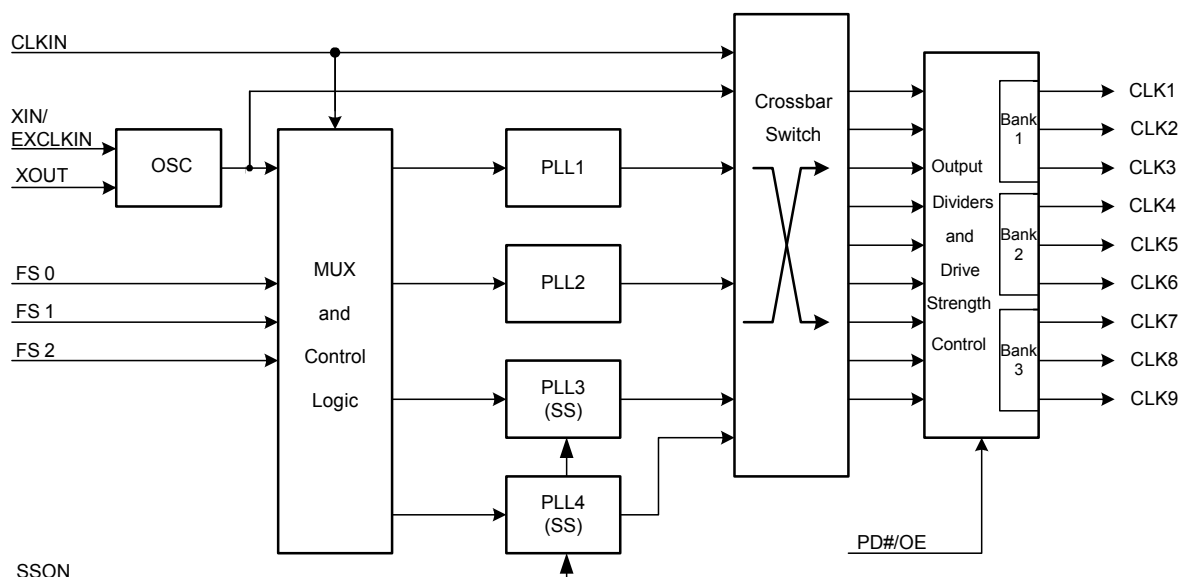 CLKIN
XIN/
EXCLKIN
XOUT
OSC
FS 0
FS 1
FS 2
SSON
MUX
and
Control
Logic
PLL1
PLL2
PLL3
(SS)
PLL4
(SS)
Crossbar
Switch
Output
Dividers
and
Drive
Strength
Control
Bank
1
Bank
2
Bank
3
CLK1
CLK2
CLK3
CLK4
CLK5
CLK6
CLK7
CLK8
CLK9
PD#/OE